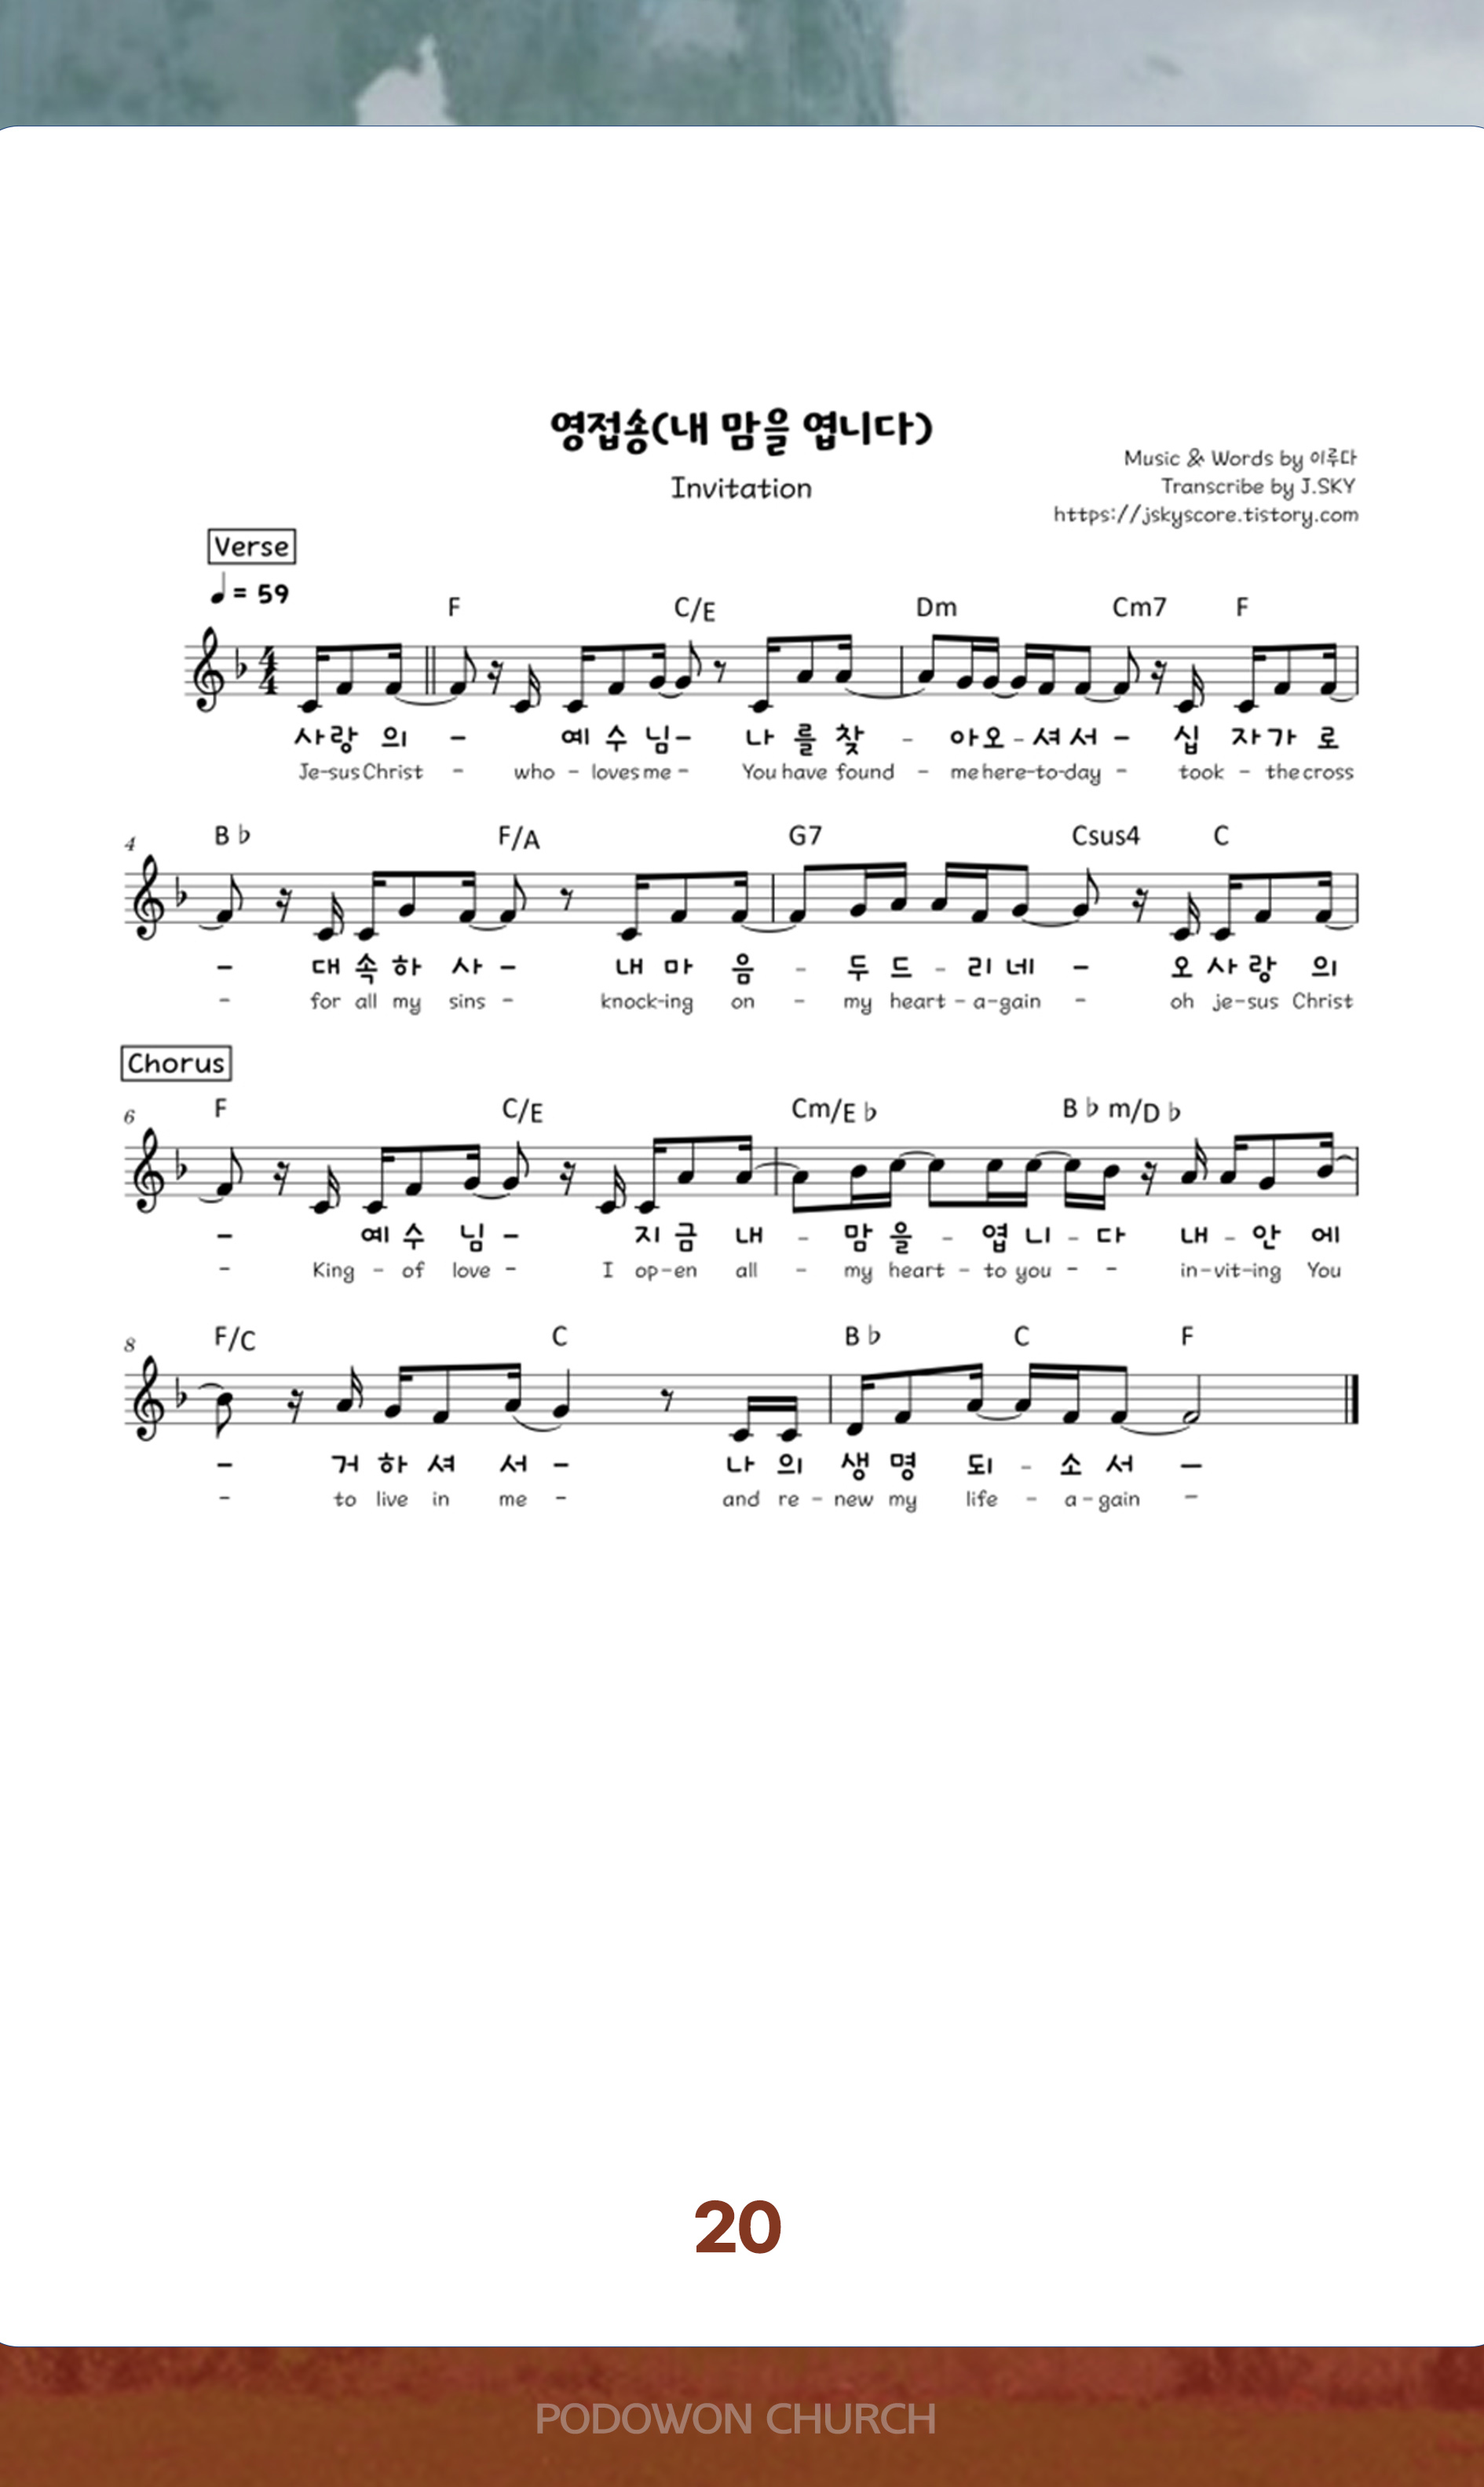 영접송(내 맘을 엽니다)
Invitation
Music & Words by 이루다
Transcribe by J.SKY
https://jskyscore.tistory.com
Verse
♩ = 59
F C/E Dm Cm7 F
사랑 의 - 예 수 님 - 나 를 찾 - 아오 - 셔 서 - 십 자가 로
Je-sus Christ - who - loves me - You have found - me here-to-day - took - the cross
4 B♭ F/A G7 Csus4 C
- 대 속 하 사 - 내 마 음 - 두 드 - 리 네 - 오 사 랑 의
- for all my sins - knock-ing on - my heart - a-gain - oh je-sus Christ
Chorus
6 F C/E Cm/E♭ B♭m/D♭
- 예 수 님 - 지 금 내 - 맘 을 - 엽 니 - 다 내 - 안 에
- King - of love - I op-en all - my heart - to you - - in-vit-ing You
8 F/C C B♭ C F
- 거 하 셔 서 - 나 의 생 명 되 - 소 서 -
- to live in me - and re - new my life - a-gain -
20
PODOWON CHURCH